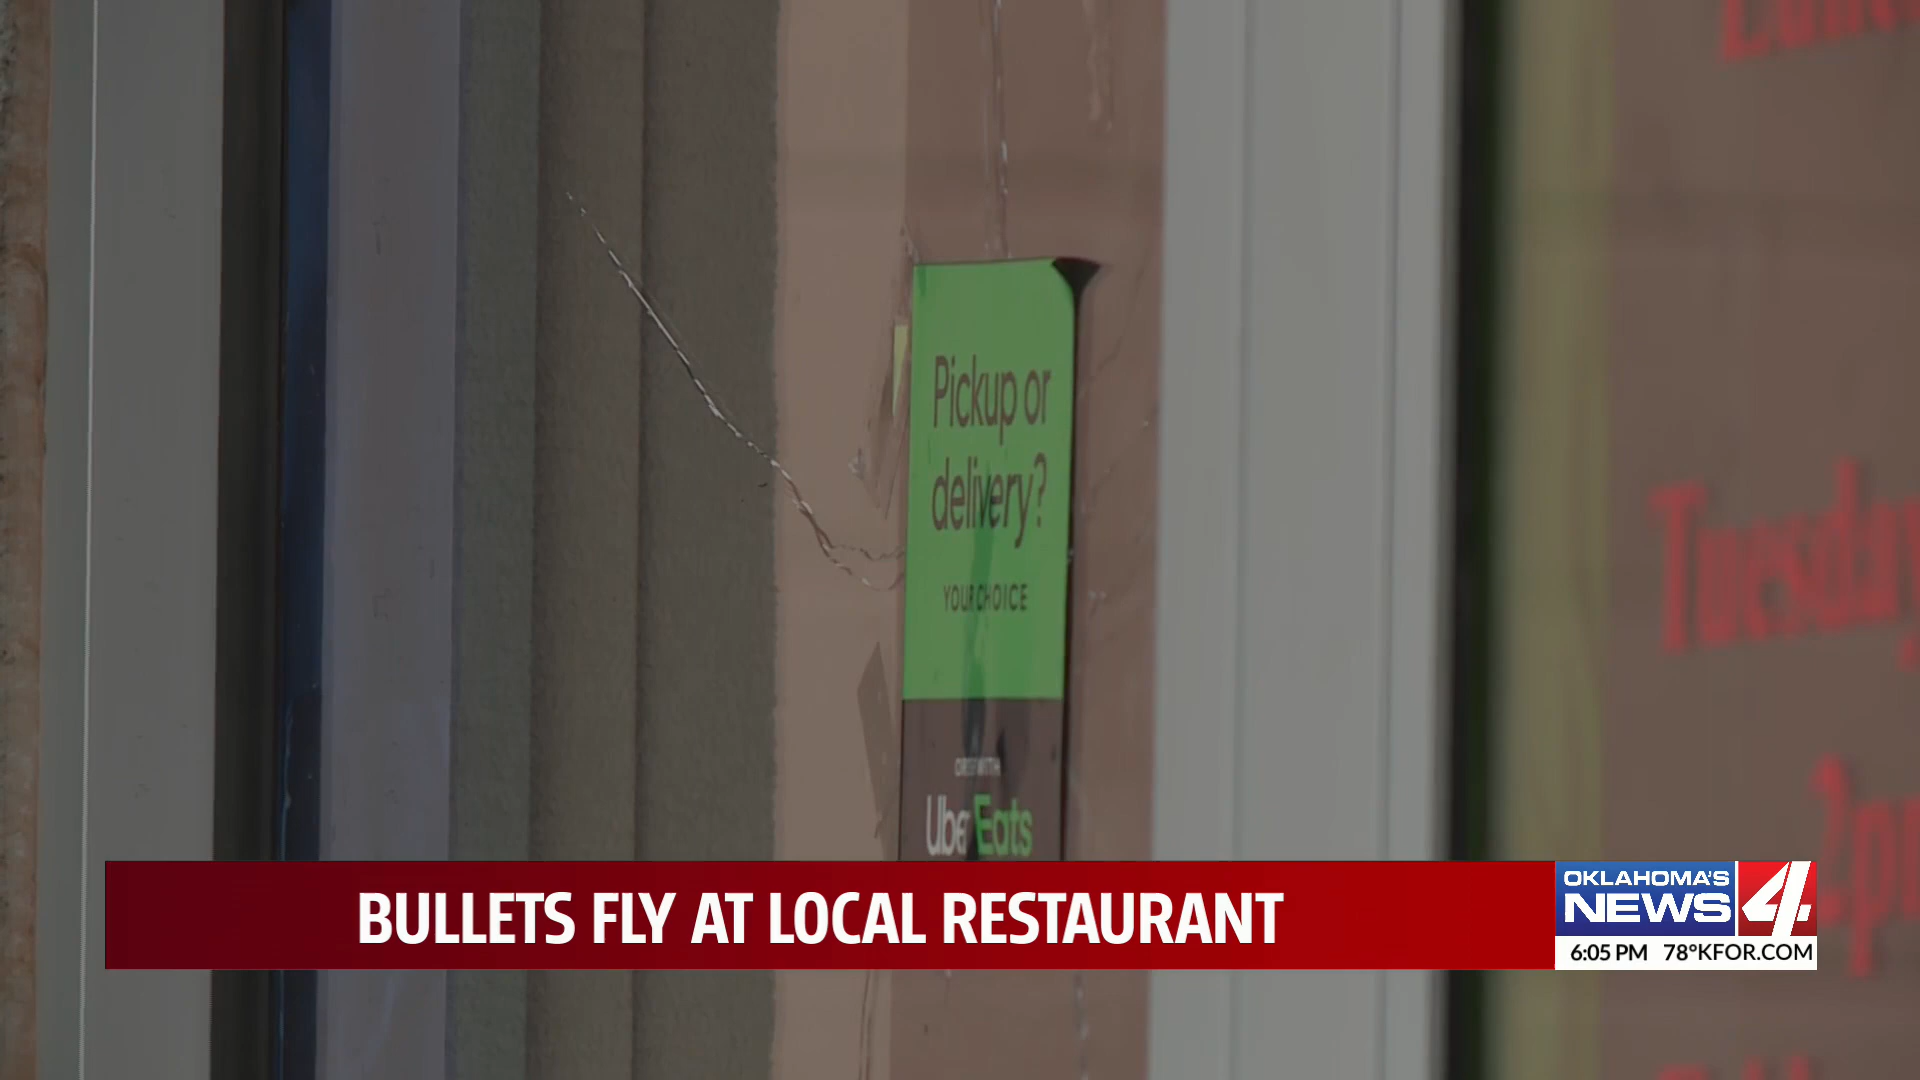 Pickup or
delivery?
YOUR CHOICE
Uber Eats
Tuesday
BULLETS FLY AT LOCAL RESTAURANT
OKLAHOMA'S
NEWS 4
6:05 PM 78° KFOR.COM